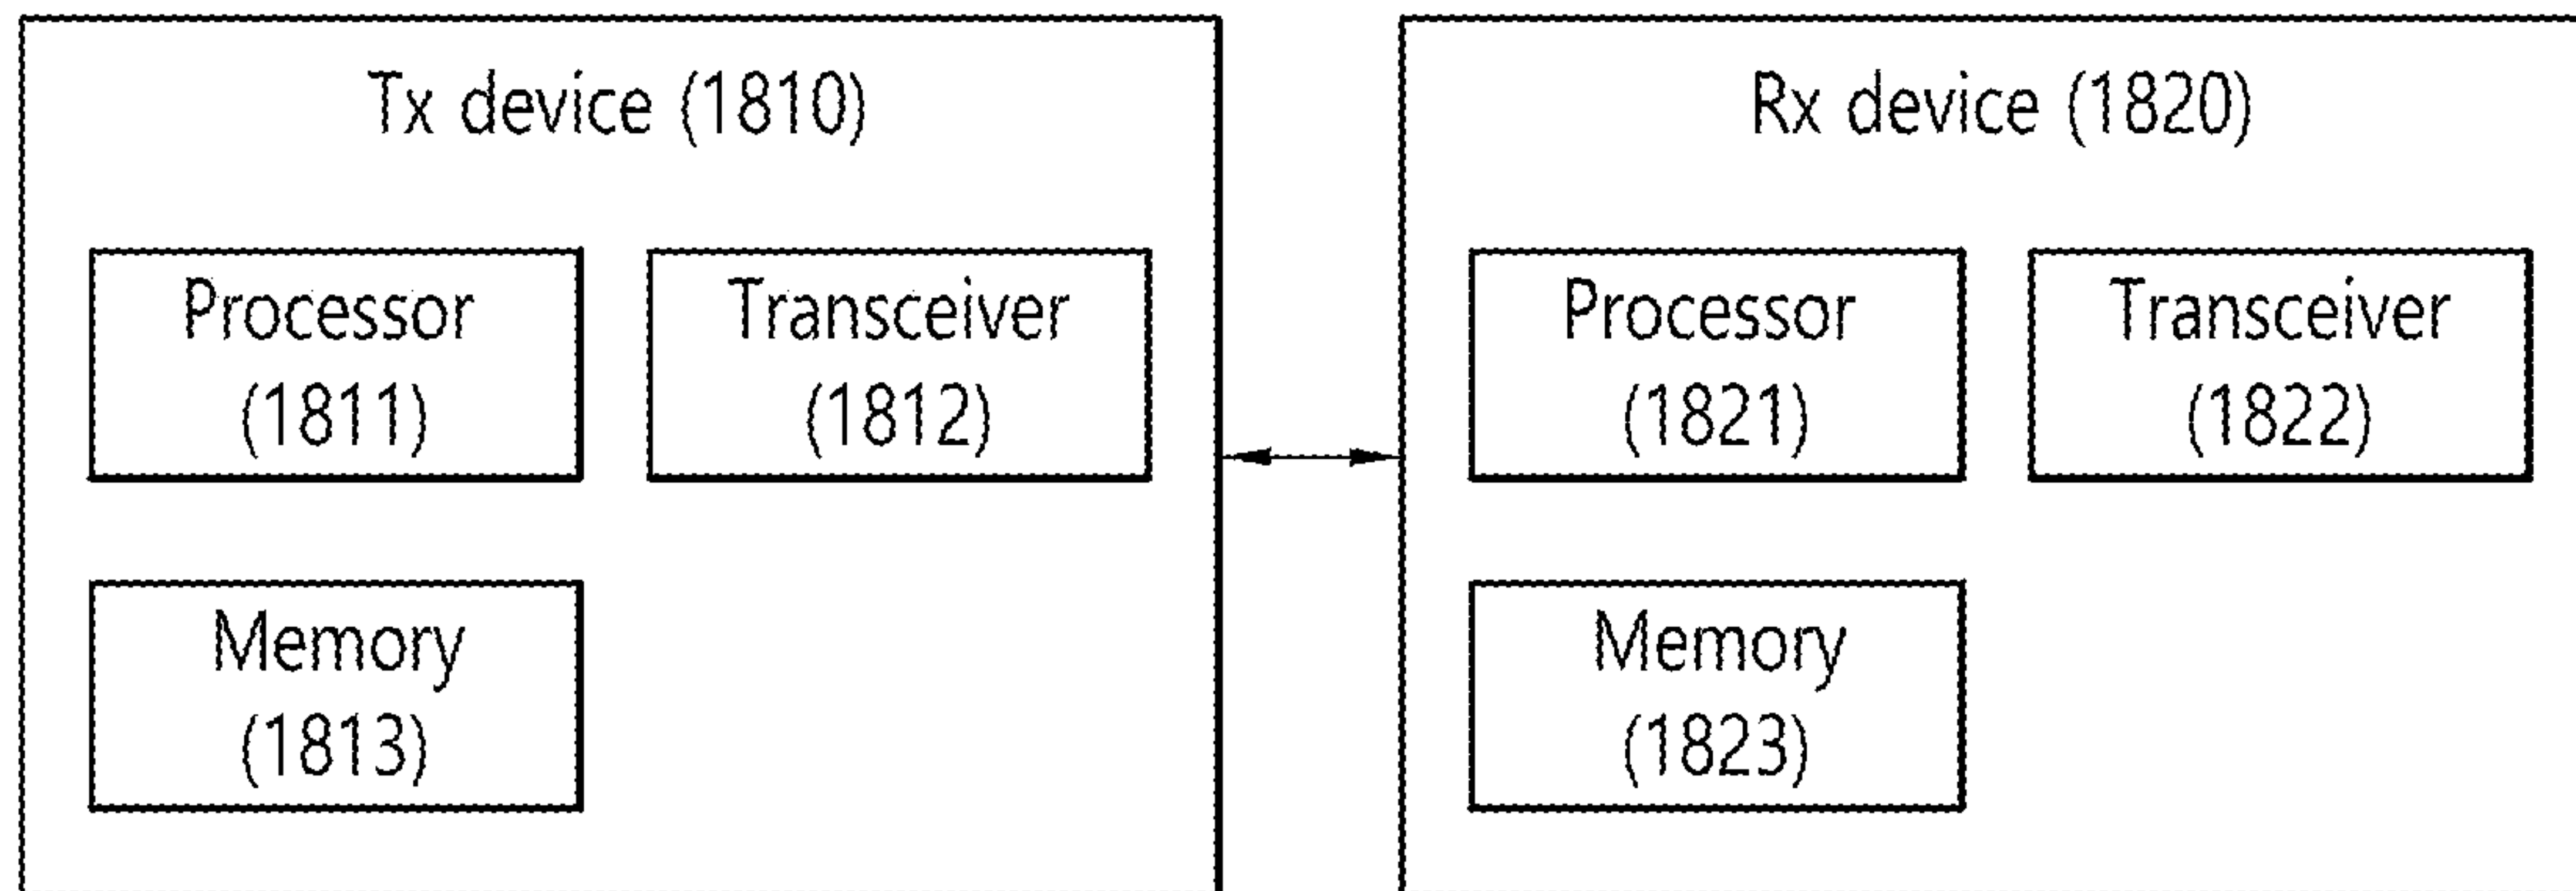 Tx device (1810)
Processor
(1811)
Transceiver
(1812)
Memory
(1813)
Rx device (1820)
Processor
(1821)
Transceiver
(1822)
Memory
(1823)